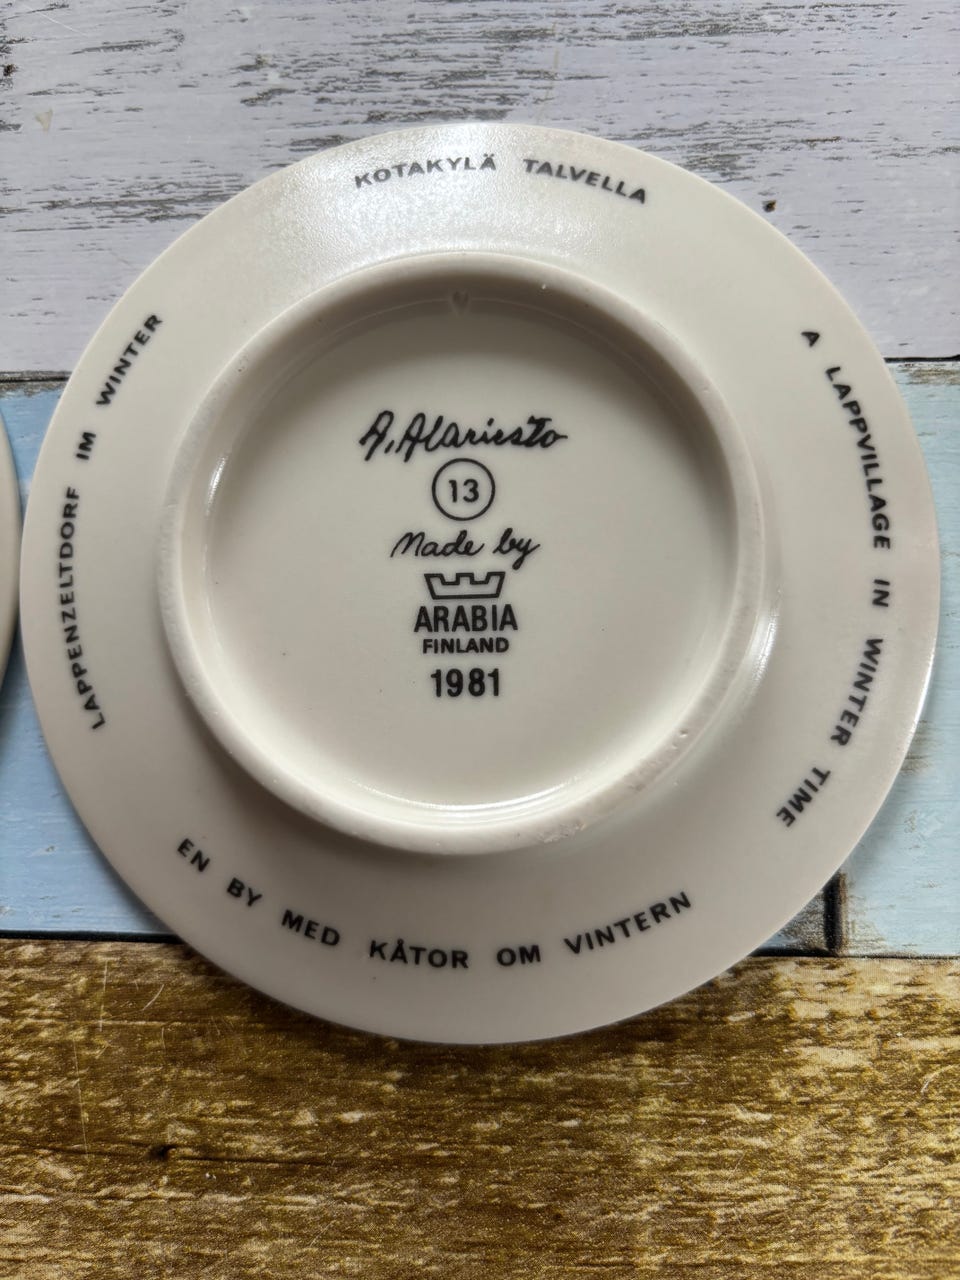 KOTAKYLÄ TALVELLA
A LAPPVILLAGE IN WINTER TIME
EN BY MED KÅTOR OM VINTERN
LAPPENZELTDORF IM WINTER
A. Alariesto
13
Made by
ARABIA
FINLAND
1981